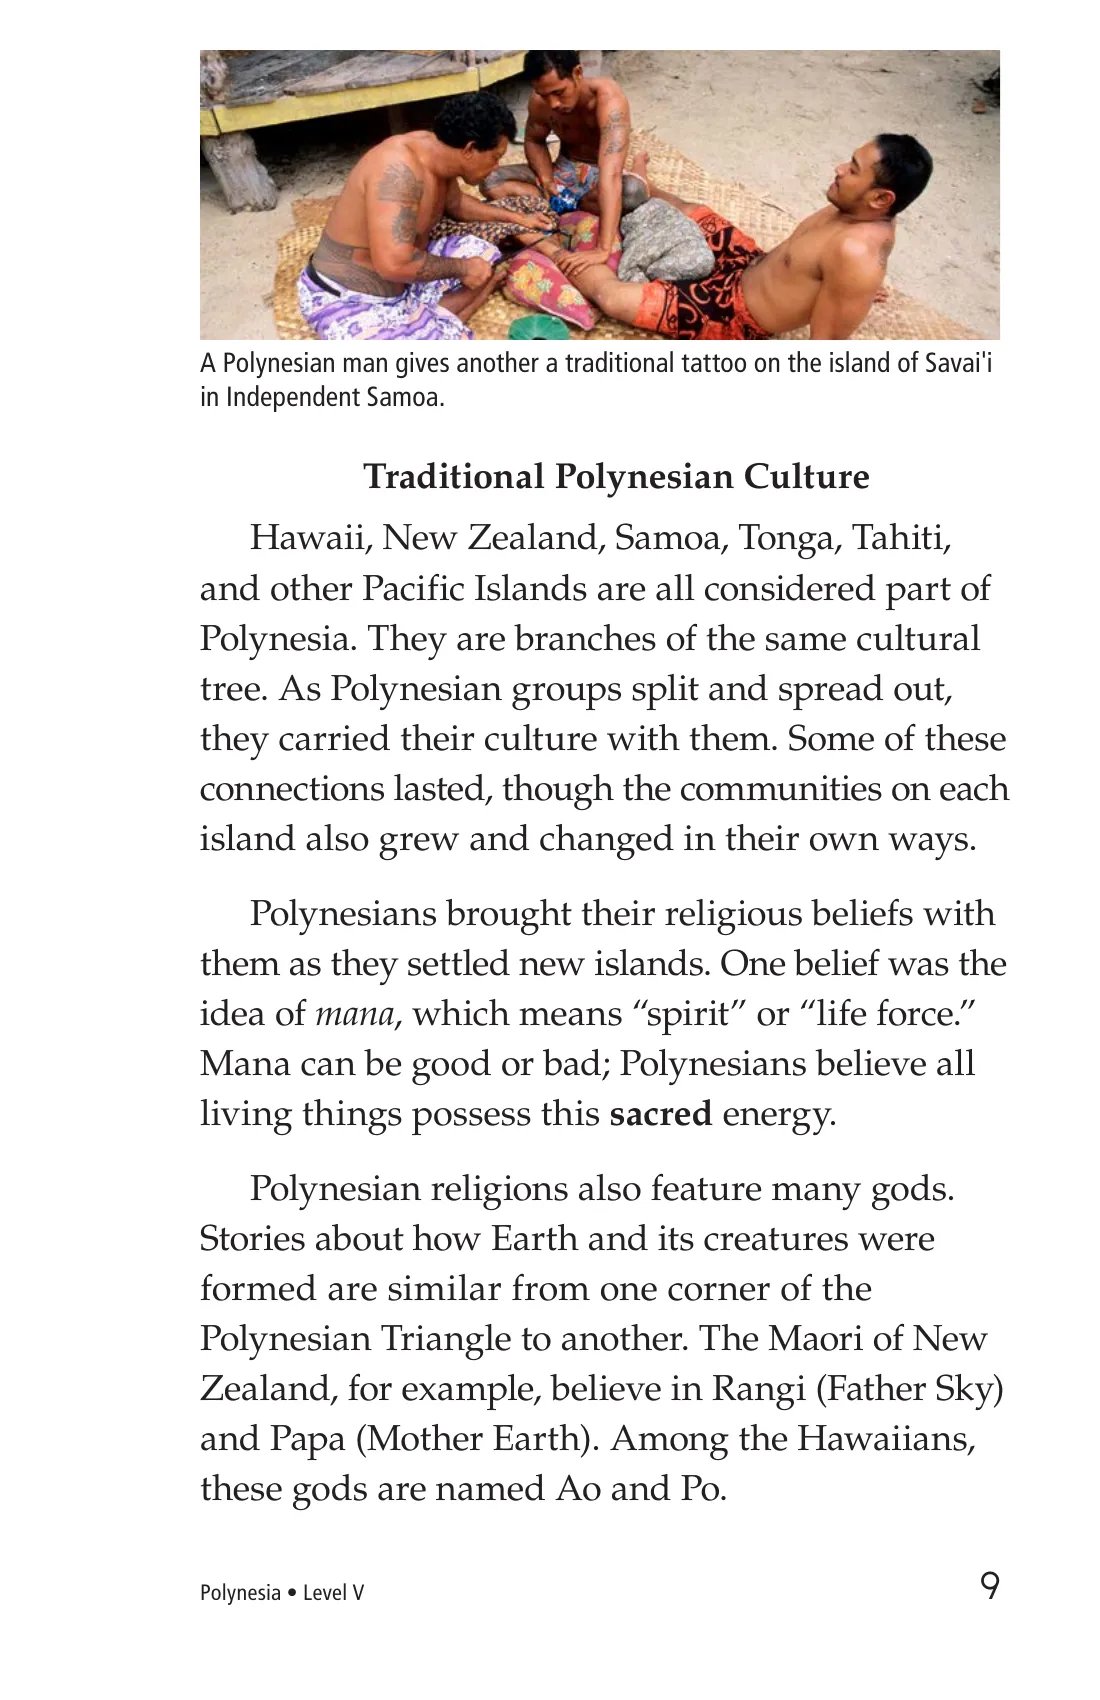 A Polynesian man gives another a traditional tattoo on the island of Savai'i
in Independent Samoa.
Traditional Polynesian Culture
Hawaii, New Zealand, Samoa, Tonga, Tahiti,
and other Pacific Islands are all considered part of
Polynesia. They are branches of the same cultural
tree. As Polynesian groups split and spread out,
they carried their culture with them. Some of these
connections lasted, though the communities on each
island also grew and changed in their own ways.
Polynesians brought their religious beliefs with
them as they settled new islands. One belief was the
idea of mana, which means “spirit” or “life force.”
Mana can be good or bad; Polynesians believe all
living things possess this sacred energy.
Polynesian religions also feature many gods.
Stories about how Earth and its creatures were
formed are similar from one corner of the
Polynesian Triangle to another. The Maori of New
Zealand, for example, believe in Rangi (Father Sky)
and Papa (Mother Earth). Among the Hawaiians,
these gods are named Ao and Po.
Polynesia • Level V
9